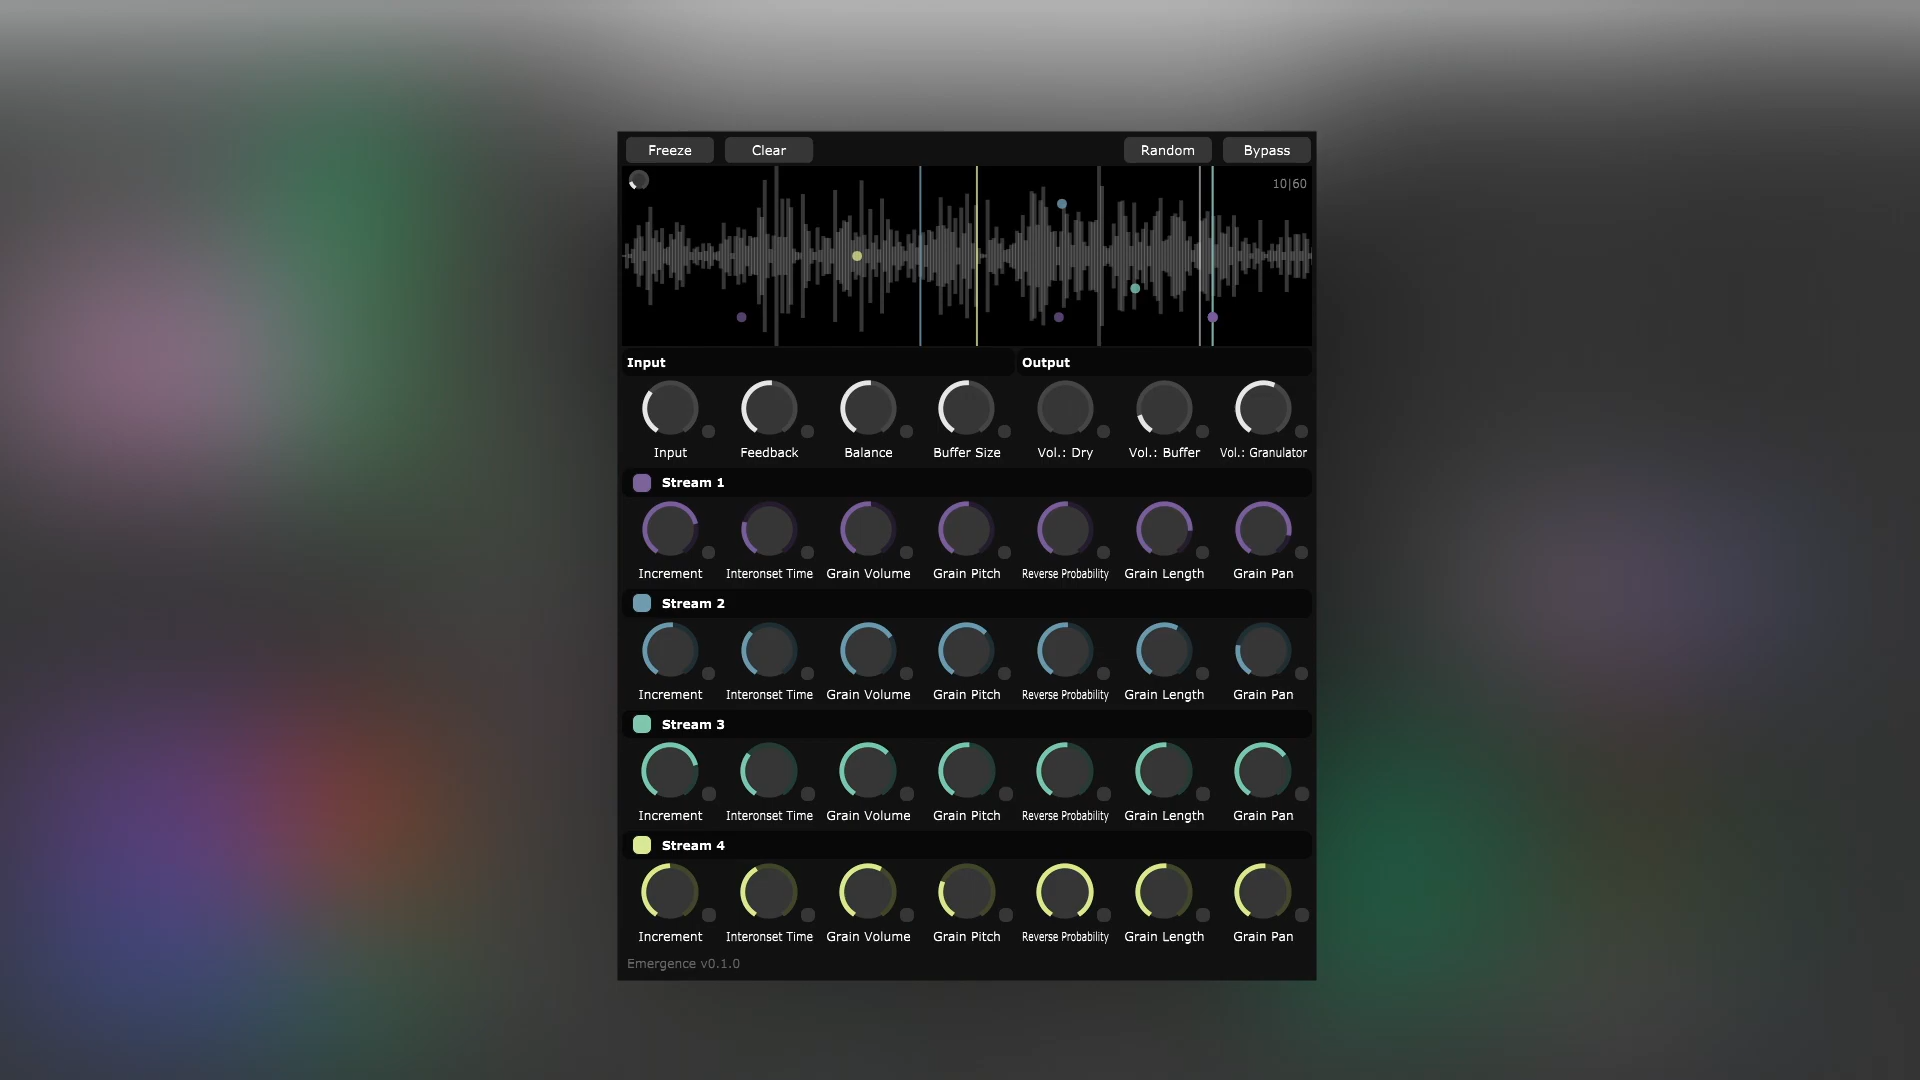 Freeze Clear Random Bypass
10|60
Input Output
Input Feedback Balance Buffer Size Vol.: Dry Vol.: Buffer Vol.: Granulator
Stream 1
Increment Interonset Time Grain Volume Grain Pitch Reverse Probability Grain Length Grain Pan
Stream 2
Increment Interonset Time Grain Volume Grain Pitch Reverse Probability Grain Length Grain Pan
Stream 3
Increment Interonset Time Grain Volume Grain Pitch Reverse Probability Grain Length Grain Pan
Stream 4
Increment Interonset Time Grain Volume Grain Pitch Reverse Probability Grain Length Grain Pan
Emergence v0.1.0